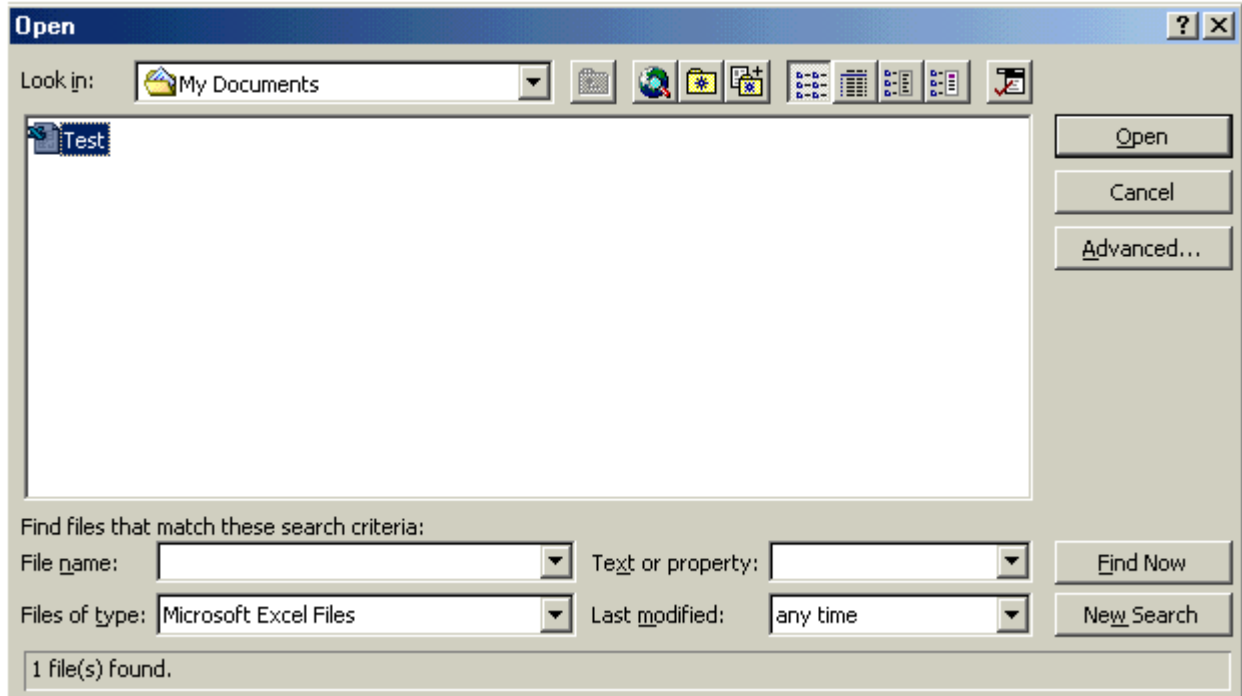 Open
Look in: My Documents
Test
Open
Cancel
Advanced...
Find files that match these search criteria:
File name: Text or property: Find Now
Files of type: Microsoft Excel Files Last modified: any time New Search
1 file(s) found.